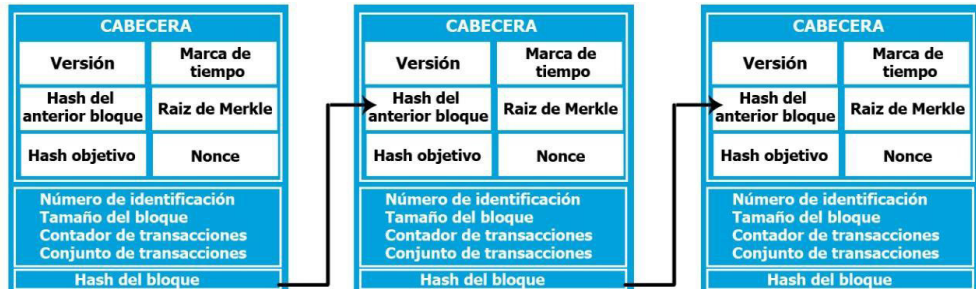 CABECERA
Versión
Marca de
tiempo
Hash del
anterior bloque
Raiz de Merkle
Hash objetivo
Nonce
Número de identificación
Tamaño del bloque
Contador de transacciones
Conjunto de transacciones
Hash del bloque
CABECERA
Versión
Marca de
tiempo
Hash del
anterior bloque
Raiz de Merkle
Hash objetivo
Nonce
Número de identificación
Tamaño del bloque
Contador de transacciones
Conjunto de transacciones
Hash del bloque
CABECERA
Versión
Marca de
tiempo
Hash del
anterior bloque
Raiz de Merkle
Hash objetivo
Nonce
Número de identificación
Tamaño del bloque
Contador de transacciones
Conjunto de transacciones
Hash del bloque